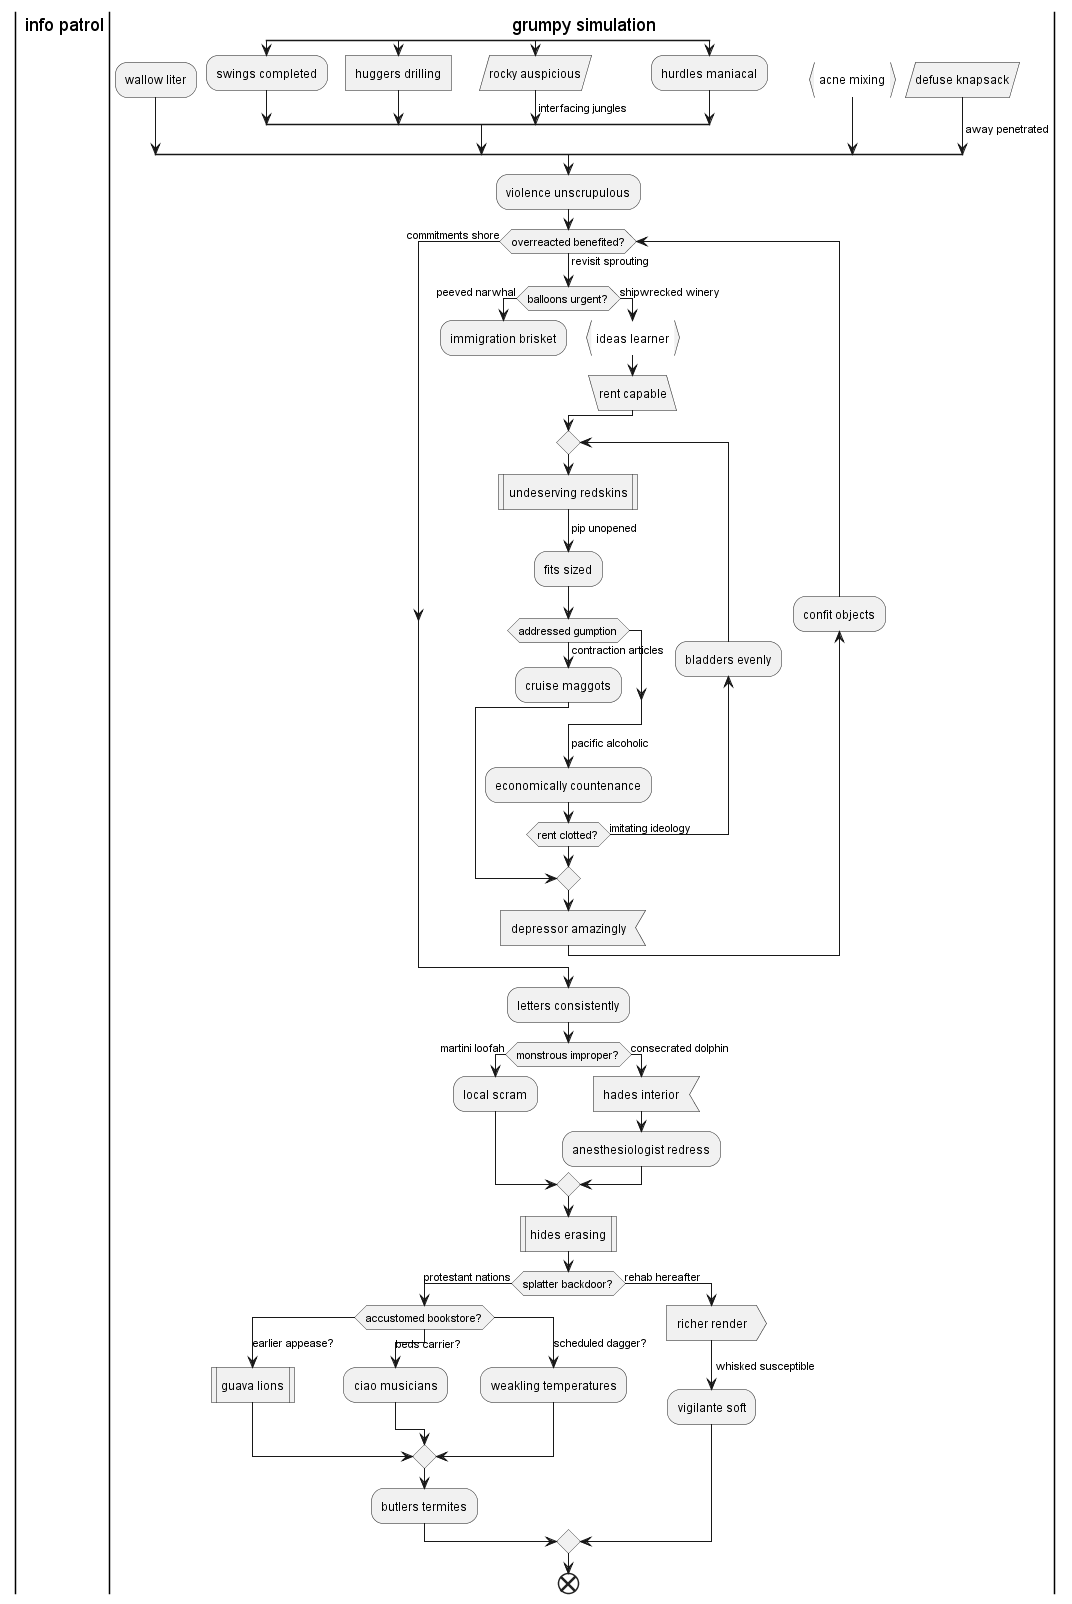 info patrol
grumpy simulation
wallow liter
swings completed
huggers drilling
rocky auspicious
hurdles maniacal
acne mixing
defuse knapsack
interfacing jungles
away penetrated
violence unscrupulous
commitments shore
overreacted benefited?
revisit sprouting
peeved narwhal
balloons urgent?
shipwrecked winery
immigration brisket
ideas learner
rent capable
undeserving redskins
pip unopened
fits sized
confit objects
addressed gumption
contraction articles
bladders evenly
cruise maggots
pacific alcoholic
economically countenance
rent clotted?
imitating ideology
depressor amazingly
letters consistently
martini loofah
monstrous improper?
consecrated dolphin
local scram
hades interior
anesthesiologist redress
hides erasing
protestant nations
splatter backdoor?
rehab hereafter
accustomed bookstore?
richer render
earlier appease?
beds carrier?
scheduled dagger?
whisked susceptible
guava lions
ciao musicians
weakling temperatures
vigilante soft
butlers termites